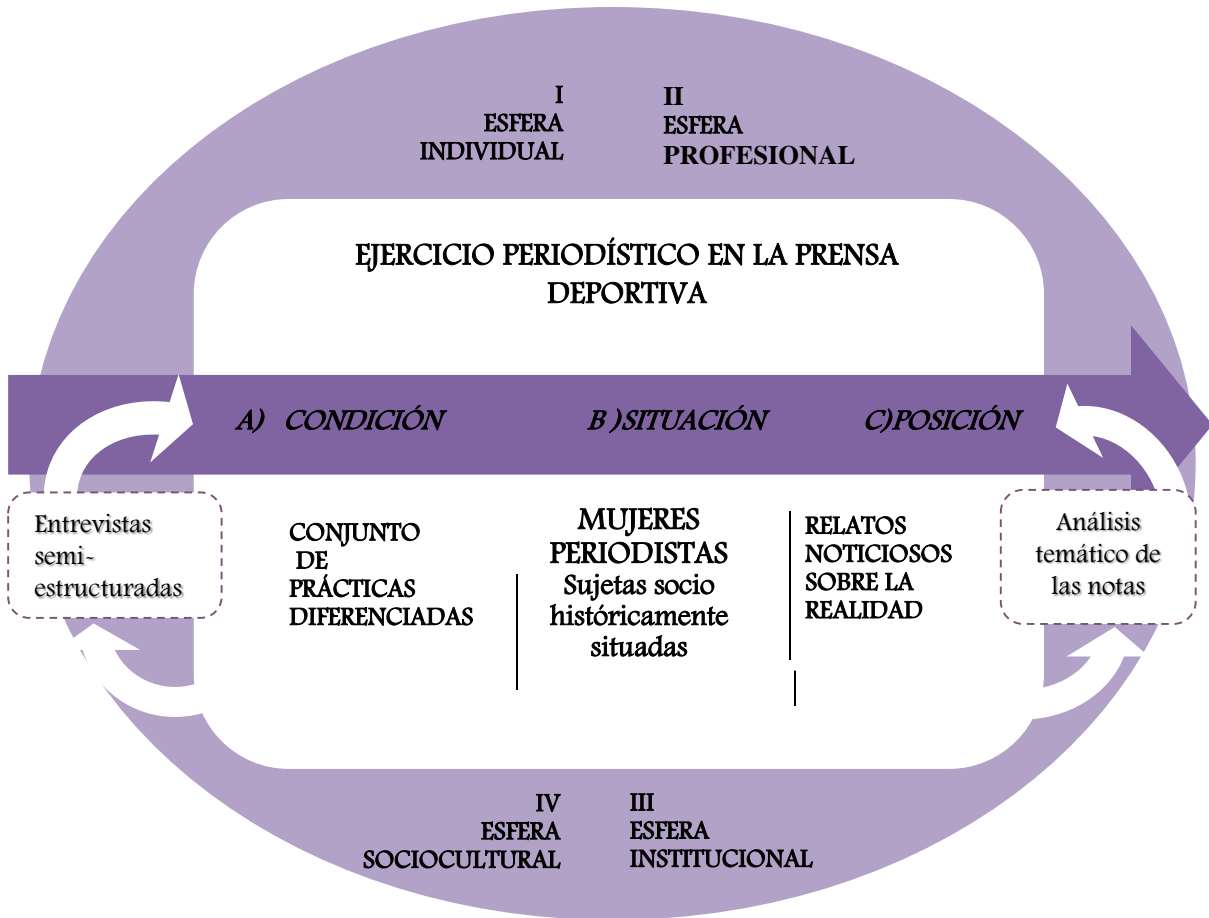 I
ESFERA
INDIVIDUAL
II
ESFERA
PROFESIONAL
EJERCICIO PERIODÍSTICO EN LA PRENSA
DEPORTIVA
A) CONDICIÓN
B )SITUACIÓN
C)POSICIÓN
Entrevistas
semi-
estructuradas
CONJUNTO
DE
PRÁCTICAS
DIFERENCIADAS
MUJERES
PERIODISTAS
Sujetas socio
históricamente
situadas
RELATOS
NOTICIOSOS
SOBRE LA
REALIDAD
Análisis
temático de
las notas
IV
ESFERA
SOCIOCULTURAL
III
ESFERA
INSTITUCIONAL